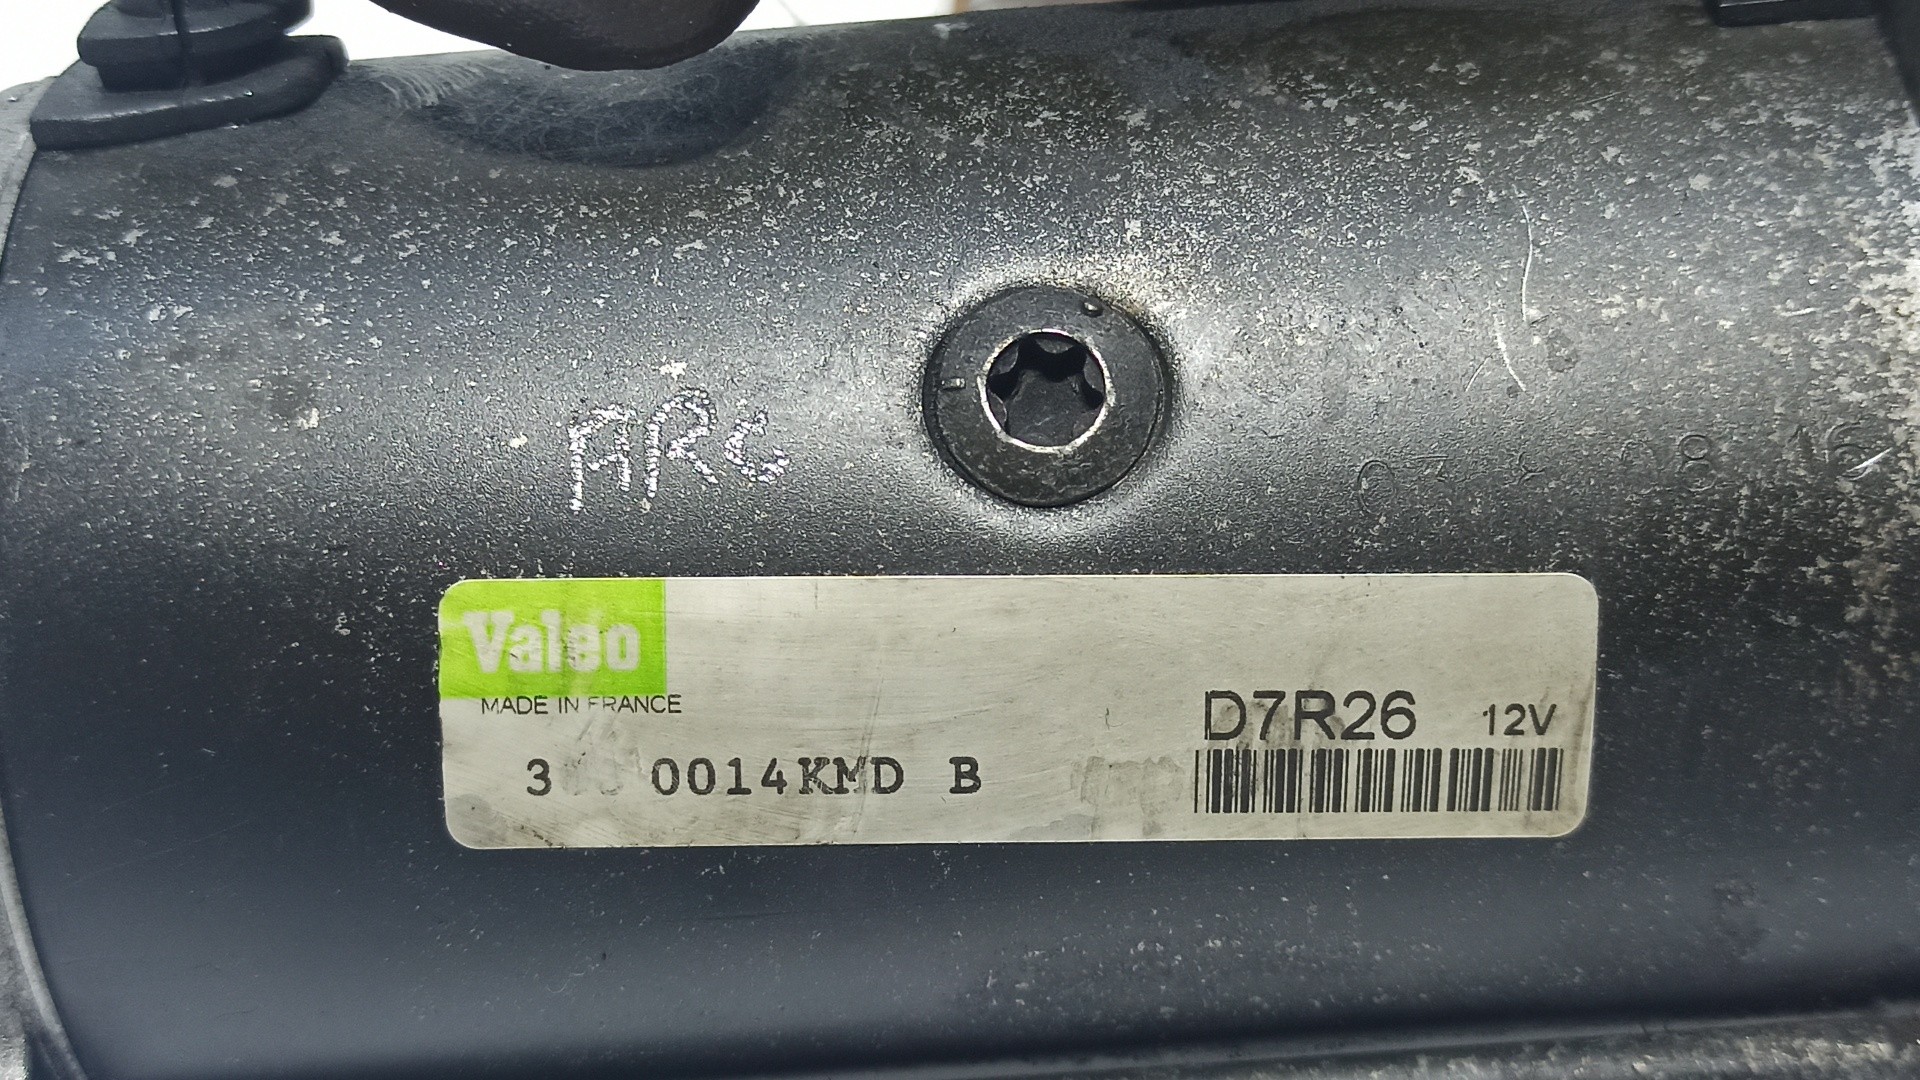 ARG
Valeo
MADE IN FRANCE
D7R26 12V
0014KMD B